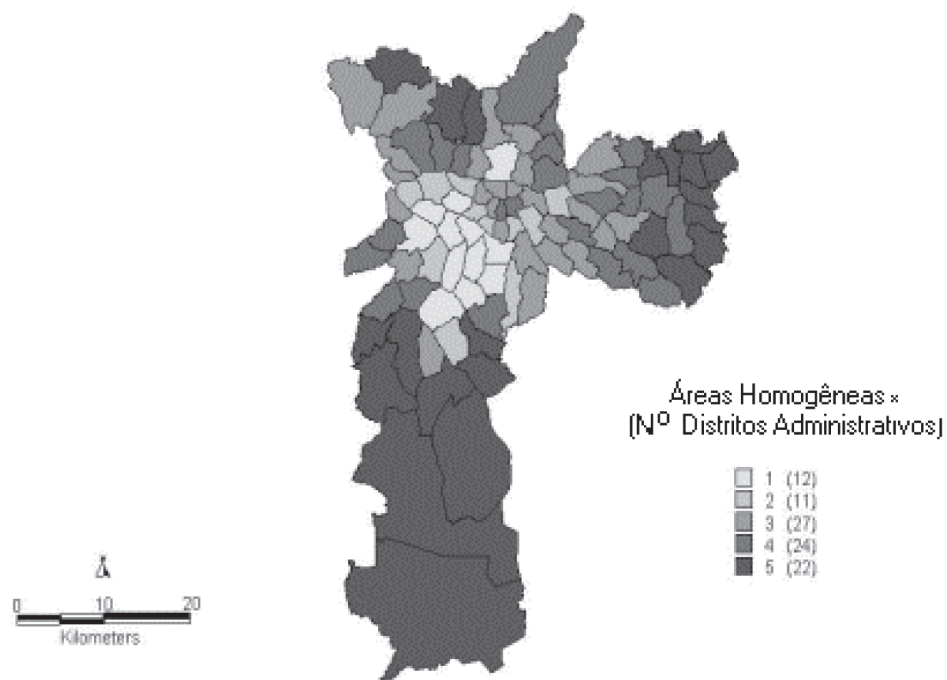 Áreas Homogêneas *
(Nº Distritos Administrativos)
1 (12)
2 (11)
3 (27)
4 (24)
5 (22)
0 10 20
Kilometers